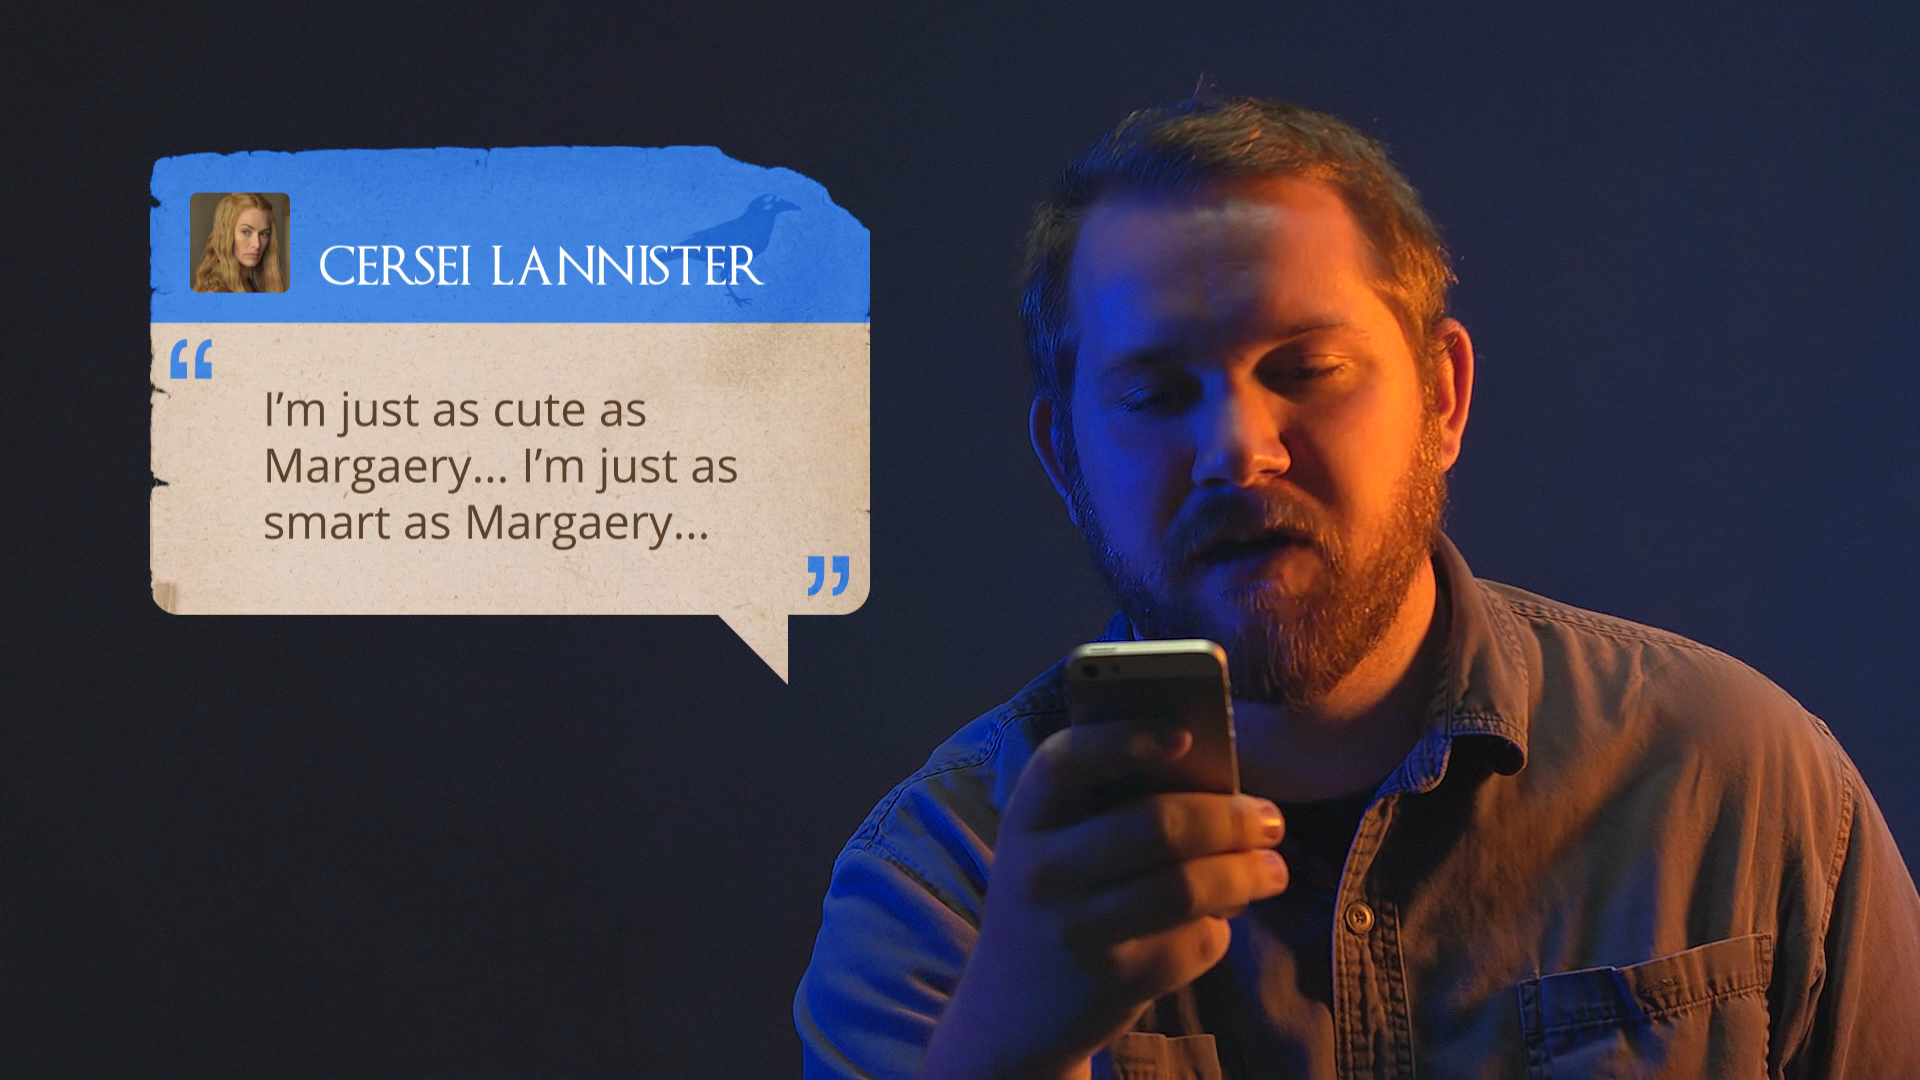 CERSEI LANNISTER
“
I’m just as cute as
Margaery... I’m just as
smart as Margaery...
”